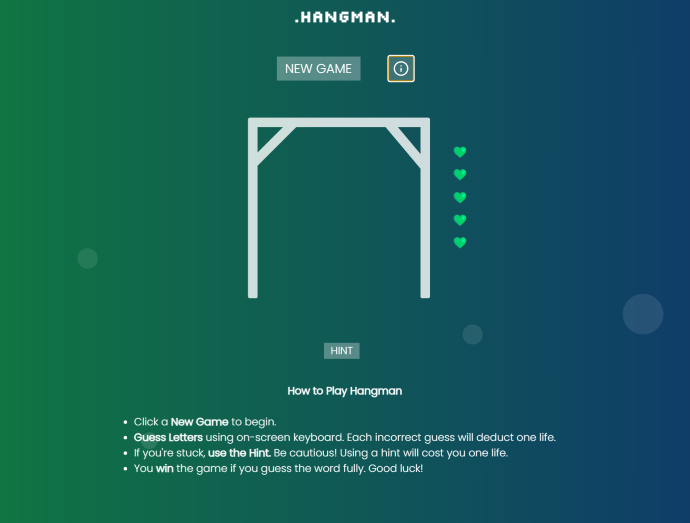 .HANGMAN.
NEW GAME
HINT
How to Play Hangman
Click a New Game to begin.
Guess Letters using on-screen keyboard. Each incorrect guess will deduct one life.
If you're stuck, use the Hint. Be cautious! Using a hint will cost you one life.
You win the game if you guess the word fully. Good luck!